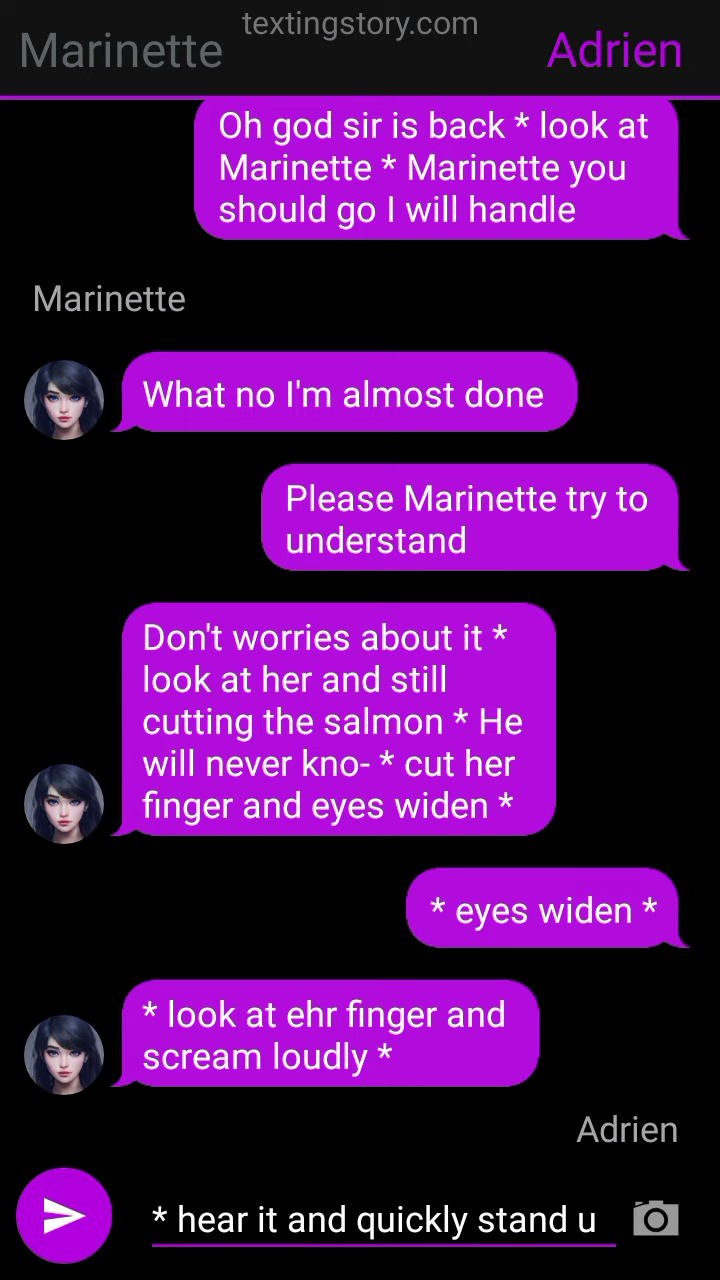 textingstory.com
Marinette
Adrien
Oh god sir is back * look at
Marinette * Marinette you
should go I will handle
Marinette
What no I'm almost done
Please Marinette try to
understand
Don't worries about it *
look at her and still
cutting the salmon * He
will never kno- * cut her
finger and eyes widen *
* eyes widen *
* look at ehr finger and
scream loudly *
Adrien
* hear it and quickly stand u